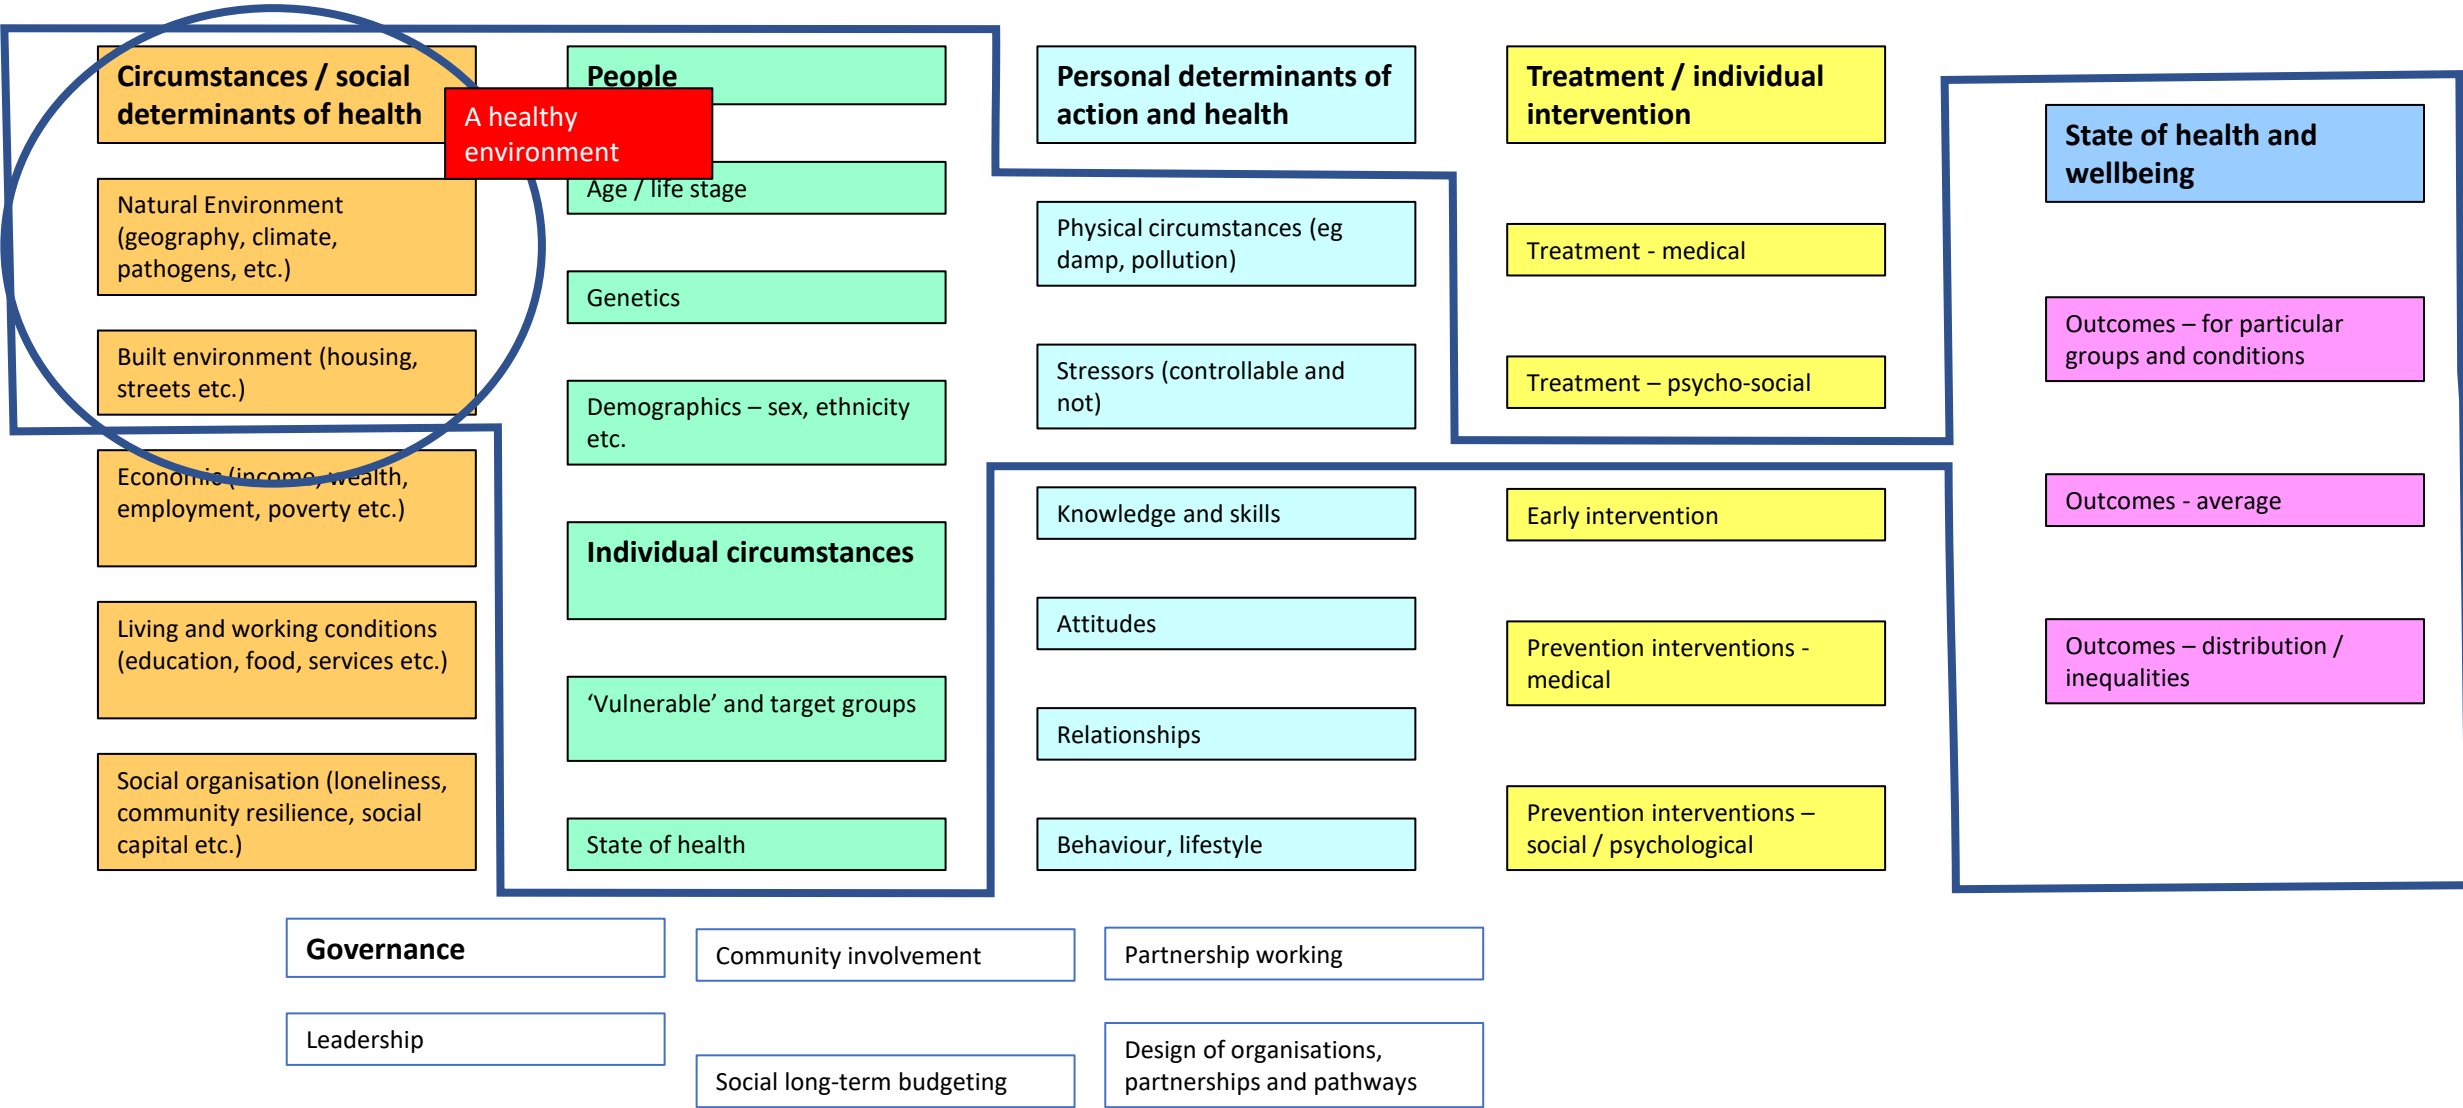 Circumstances / social
determinants of health
Natural Environment
(geography, climate,
pathogens, etc.)
Built environment (housing,
streets etc.)
Economic (income, wealth,
employment, poverty etc.)
Living and working conditions
(education, food, services etc.)
Social organisation (loneliness,
community resilience, social
capital etc.)
People
A healthy
environment
Age / life stage
Genetics
Demographics – sex, ethnicity
etc.
Individual circumstances
‘Vulnerable’ and target groups
State of health
Personal determinants of
action and health
Physical circumstances (eg
damp, pollution)
Stressors (controllable and
not)
Knowledge and skills
Attitudes
Relationships
Behaviour, lifestyle
Treatment / individual
intervention
Treatment - medical
Treatment – psycho-social
Early intervention
Prevention interventions -
medical
Prevention interventions –
social / psychological
State of health and
wellbeing
Outcomes – for particular
groups and conditions
Outcomes - average
Outcomes – distribution /
inequalities
Governance
Community involvement
Partnership working
Leadership
Social long-term budgeting
Design of organisations,
partnerships and pathways